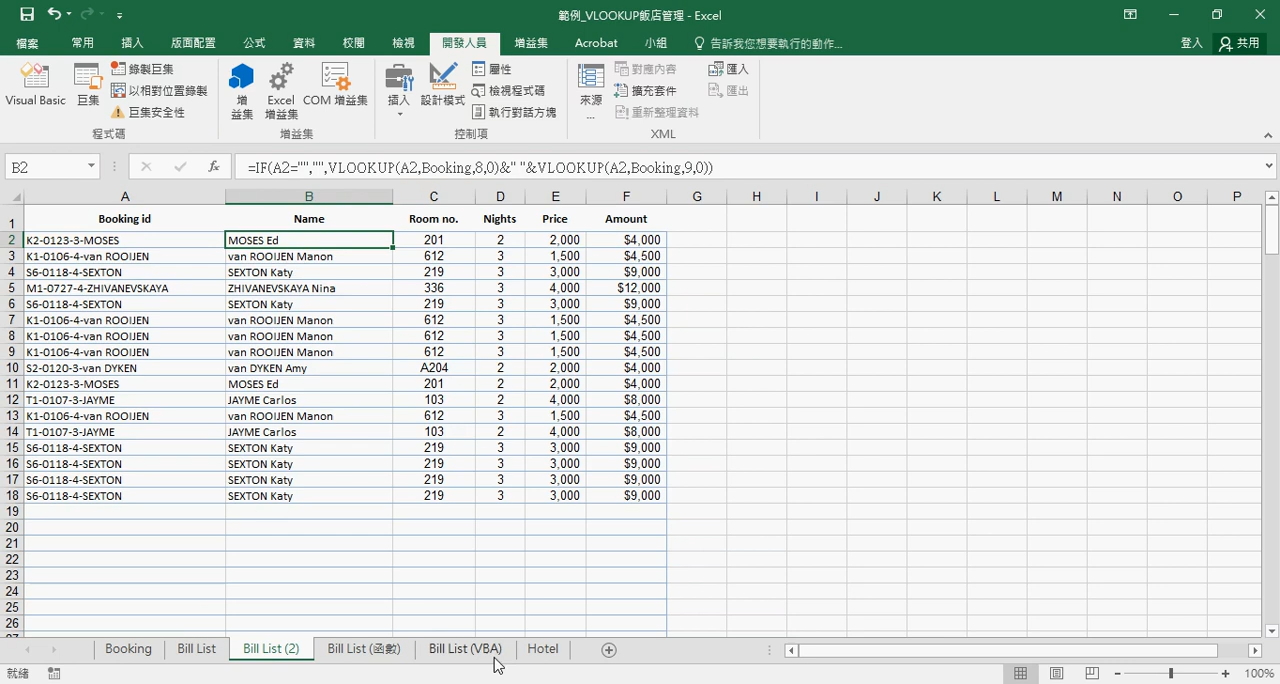 範例_VLOOKUP飯店管理 - Excel
檔案 常用 插入 版面配置 公式 資料 校閱 檢視 開發人員 增益集 Acrobat 小組 告訴我您想要執行的動作... 登入 共用
Visual Basic 巨集 錄製巨集 以相對位置錄製 巨集安全性
增益集 Excel 增益集 COM 增益集
插入 設計模式 屬性 檢視程式碼 執行對話方塊
來源... 對應內容 擴充套件 重新整理資料 匯入 匯出
程式碼 增益集 控制項 XML
B2 fx =IF(A2="","",VLOOKUP(A2,Booking,8,0)&" "&VLOOKUP(A2,Booking,9,0))
A B C D E F G H I J K L M N O P
1 Booking id Name Room no. Nights Price Amount
2 K2-0123-3-MOSES MOSES Ed 201 2 2,000 $4,000
3 K1-0106-4-van ROOIJEN van ROOIJEN Manon 612 3 1,500 $4,500
4 S6-0118-4-SEXTON SEXTON Katy 219 3 3,000 $9,000
5 M1-0727-4-ZHIVANEVSKAYA ZHIVANEVSKAYA Nina 336 3 4,000 $12,000
6 S6-0118-4-SEXTON SEXTON Katy 219 3 3,000 $9,000
7 K1-0106-4-van ROOIJEN van ROOIJEN Manon 612 3 1,500 $4,500
8 K1-0106-4-van ROOIJEN van ROOIJEN Manon 612 3 1,500 $4,500
9 K1-0106-4-van ROOIJEN van ROOIJEN Manon 612 3 1,500 $4,500
10 S2-0120-3-van DYKEN van DYKEN Amy A204 2 2,000 $4,000
11 K2-0123-3-MOSES MOSES Ed 201 2 2,000 $4,000
12 T1-0107-3-JAYME JAYME Carlos 103 2 4,000 $8,000
13 K1-0106-4-van ROOIJEN van ROOIJEN Manon 612 3 1,500 $4,500
14 T1-0107-3-JAYME JAYME Carlos 103 2 4,000 $8,000
15 S6-0118-4-SEXTON SEXTON Katy 219 3 3,000 $9,000
16 S6-0118-4-SEXTON SEXTON Katy 219 3 3,000 $9,000
17 S6-0118-4-SEXTON SEXTON Katy 219 3 3,000 $9,000
18 S6-0118-4-SEXTON SEXTON Katy 219 3 3,000 $9,000
19
20
21
22
23
24
25
26
Booking Bill List Bill List (2) Bill List (函數) Bill List (VBA) Hotel
就緒 100%